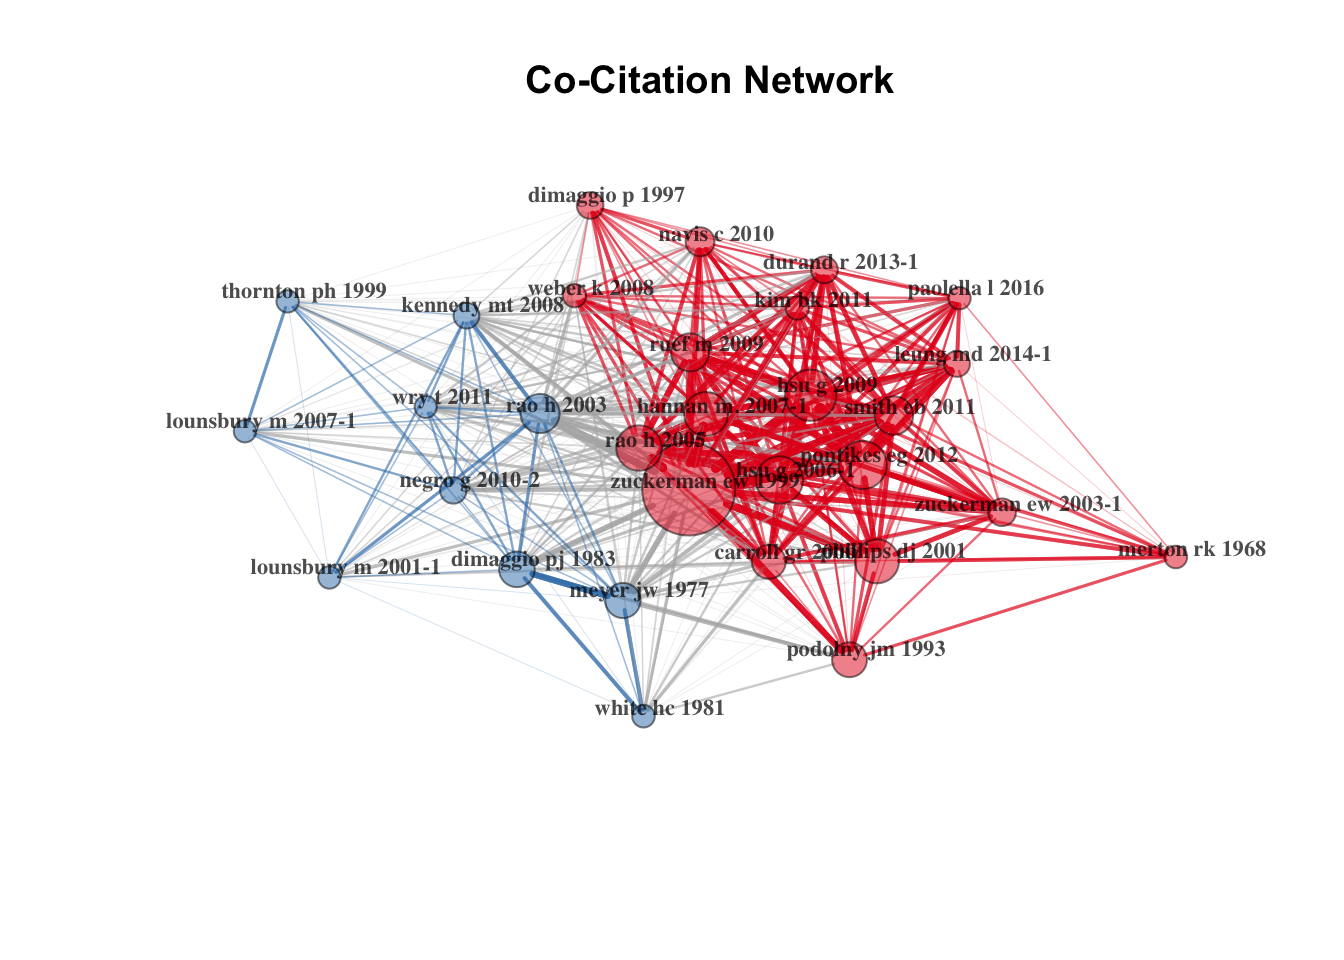 Co-Citation Network
dimaggio p 1997
navis c 2010
durand r 2013-1
thornton ph 1999
weber k 2008
paolella l 2016
kennedy mt 2008
kim bk 2011
ruef m 2009
leung md 2014-1
hsu g 2009
wry t 2011
rao h 2003
hannan m. 2007-1
smith eb 2011
lounsbury m 2007-1
rao h 2005
pontikes eg 2012
hsu g 2006-1
negro g 2010-2
zuckerman ew 1999
zuckerman ew 2003-1
merton rk 1968
carroll gr 2000
phillips dj 2001
dimaggio pj 1983
lounsbury m 2001-1
meyer jw 1977
podolny jm 1993
white hc 1981